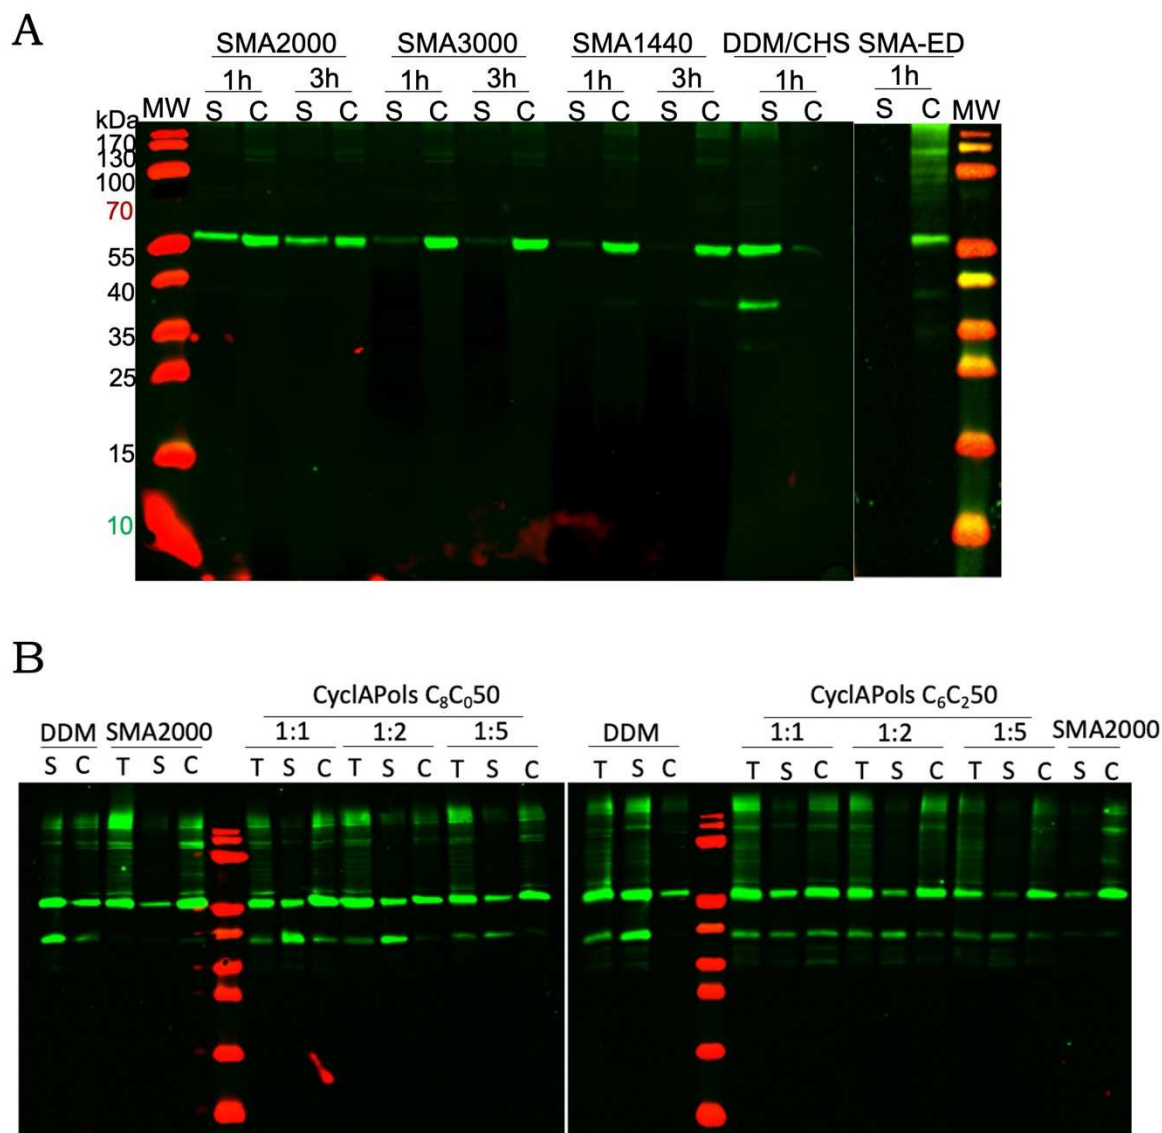 A
SMA2000 SMA3000 SMA1440 DDM/CHS SMA-ED
1h 3h 1h 3h 1h 3h 1h 1h
MW S C S C S C S C S C S C S C S C MW
kDa
170
130
100
70
55
40
35
25
15
10
B
CyclAPols C₈C₀50 CyclAPols C₆C₂50
DDM SMA2000 1:1 1:2 1:5 DDM 1:1 1:2 1:5 SMA2000
S C T S C T S C T S C T S C T S C T S C T S C T S C S C